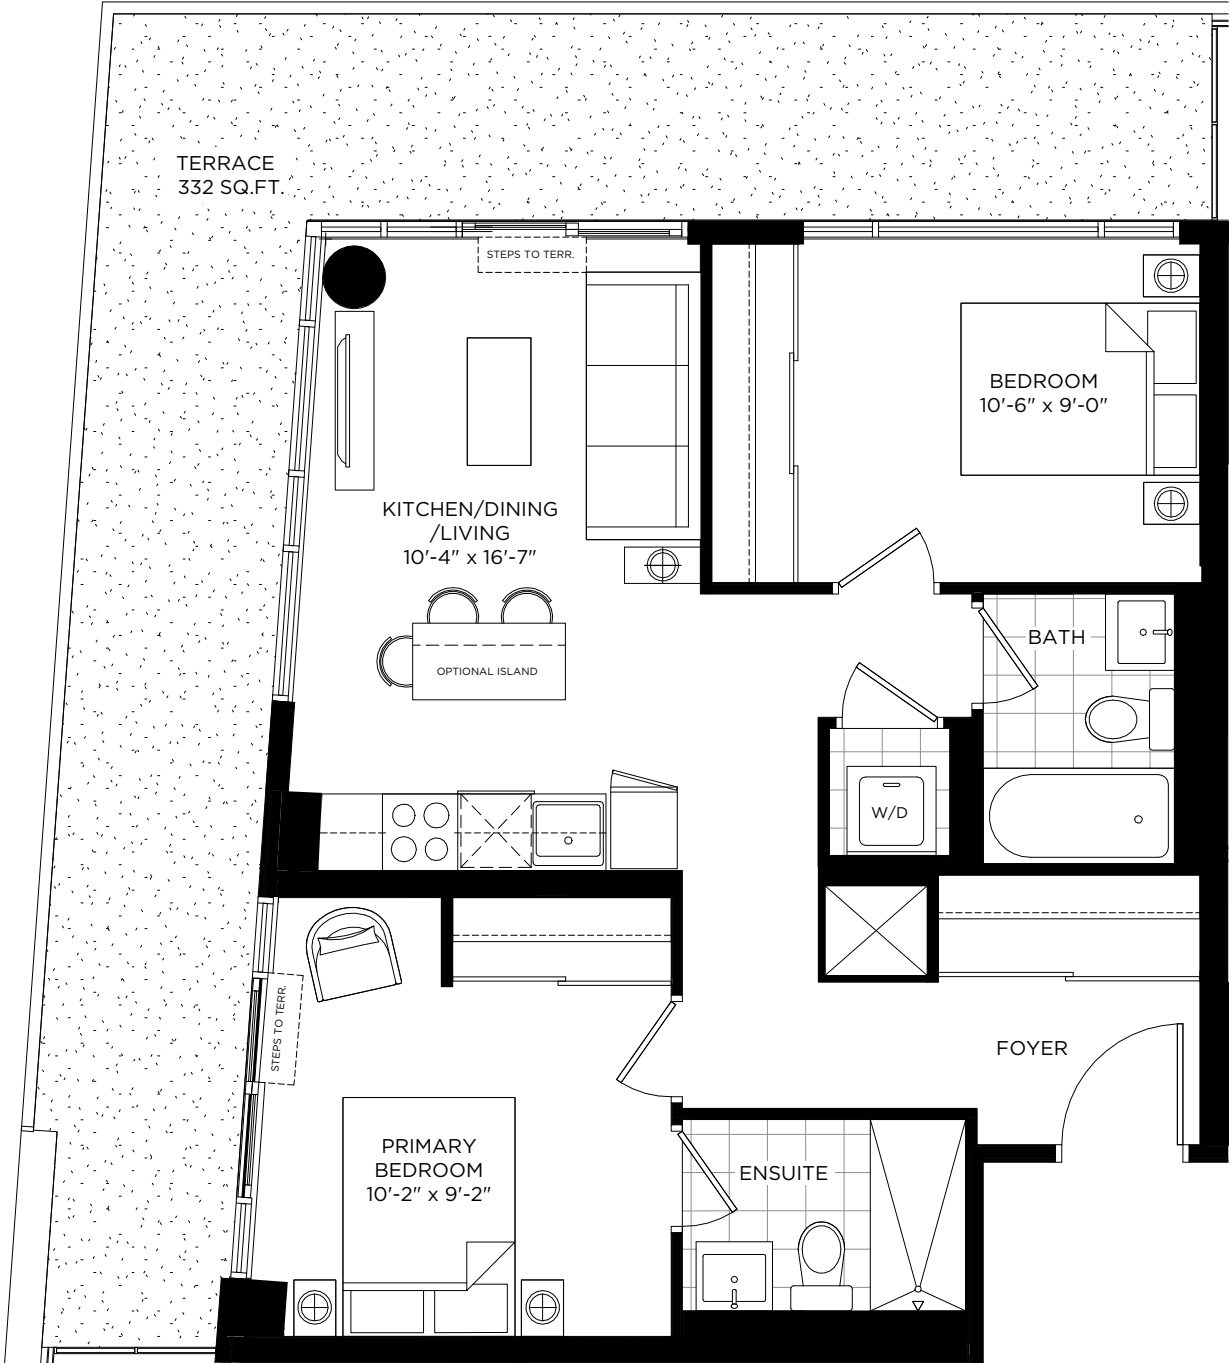 TERRACE
332 SQ.FT.
STEPS TO TERR.
BEDROOM
10'-6" x 9'-0"
KITCHEN/DINING
/LIVING
10'-4" x 16'-7"
BATH
OPTIONAL ISLAND
W/D
STEPS TO TERR.
FOYER
PRIMARY
BEDROOM
10'-2" x 9'-2"
ENSUITE